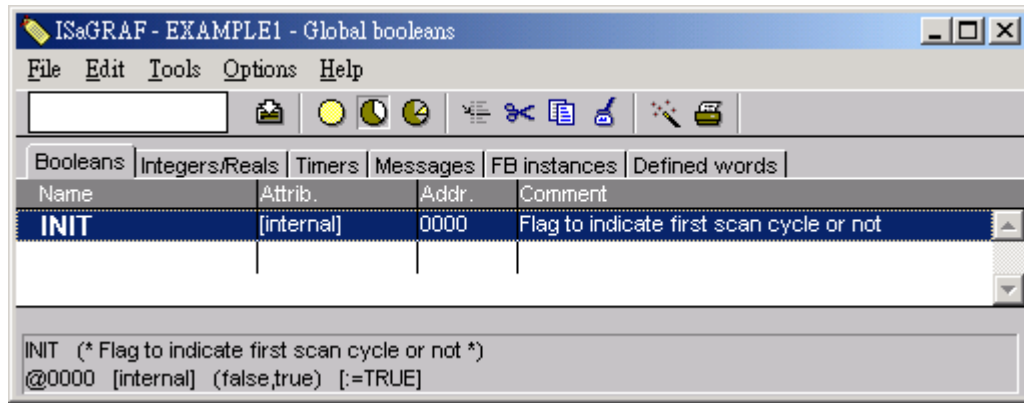 ISaGRAF - EXAMPLE1 - Global booleans
File Edit Tools Options Help
Booleans Integers/Reals Timers Messages FB instances Defined words
Name Attrib. Addr. Comment
INIT [internal] 0000 Flag to indicate first scan cycle or not
INIT (* Flag to indicate first scan cycle or not *)
@0000 [internal] (false,true) [:=TRUE]